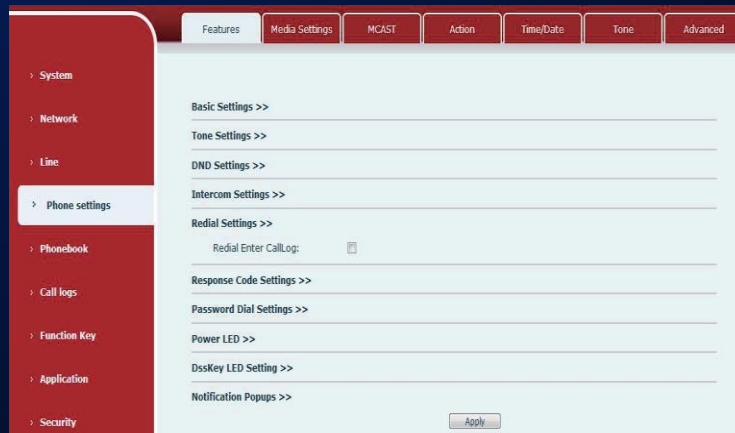 Features Media Settings MCAST Action Time/Date Tone Advanced
› System
› Network
› Line
› Phone settings
› Phonebook
› Call logs
› Function Key
› Application
› Security
Basic Settings >>
Tone Settings >>
DND Settings >>
Intercom Settings >>
Redial Settings >>
Redial Enter CallLog:
Response Code Settings >>
Password Dial Settings >>
Power LED >>
DssKey LED Setting >>
Notification Popups >>
Apply